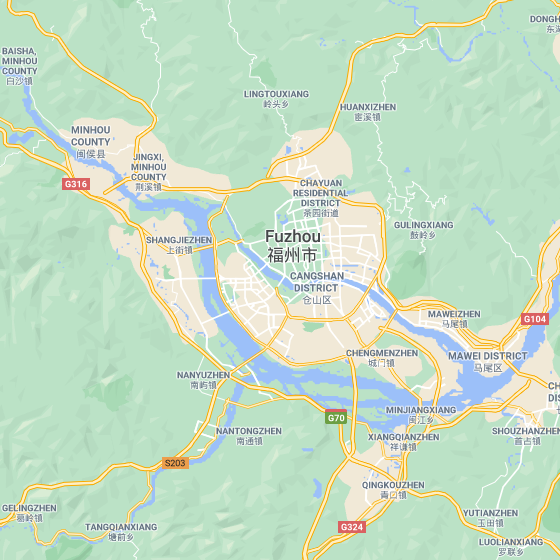 DONGH
BAISHA,
MINHOU
COUNTY
白沙镇
LINGTOUXIANG
岭头乡
HUANXIZHEN
宦溪镇
MINHOU
COUNTY
闽侯县
JINGXI,
MINHOU
COUNTY
荆溪镇
G316
CHAYUAN
RESIDENTIAL
DISTRICT
茶园街道
GULINGXIANG
鼓岭乡
SHANGJIEZHEN
上街镇
Fuzhou
福州市
CANGSHAN
DISTRICT
仓山区
MAWEIZHEN
马尾镇
G104
CHENGMENZHEN
城门镇
MAWEI DISTRICT
马尾区
NANYUZHEN
南屿镇
CH
DIS
G70
MINJIANGXIANG
闽江乡
NANTONGZHEN
南通镇
XIANGQIANZHEN
祥谦镇
SHOUZHANZHEN
首占镇
S203
QINGKOUZHEN
青口镇
GELINGZHEN
葛岭镇
TANGQIANXIANG
塘前乡
G324
YUTIANZHEN
玉田镇
LUOLIANXIANG
罗联乡